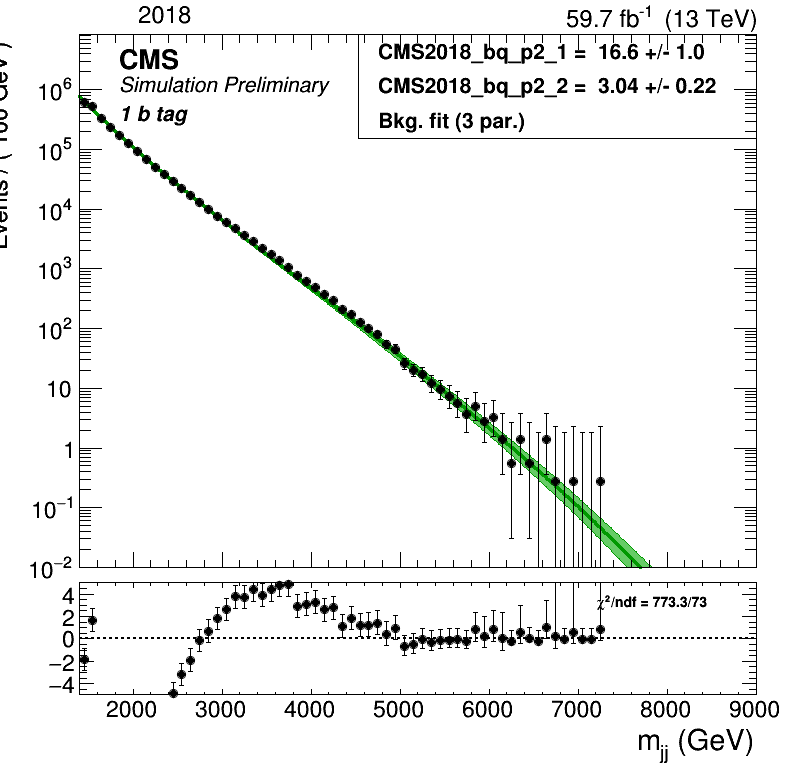 2018
59.7 fb⁻¹ (13 TeV)
CMS
Simulation Preliminary
1 b tag
CMS2018_bq_p2_1 = 16.6 +/- 1.0
CMS2018_bq_p2_2 = 3.04 +/- 0.22
Bkg. fit (3 par.)
10⁶
10⁵
10⁴
10³
10²
10
1
10⁻¹
10⁻²
χ²/ndf = 773.3/73
4
2
0
−2
−4
2000 3000 4000 5000 6000 7000 8000 9000
m_jj (GeV)